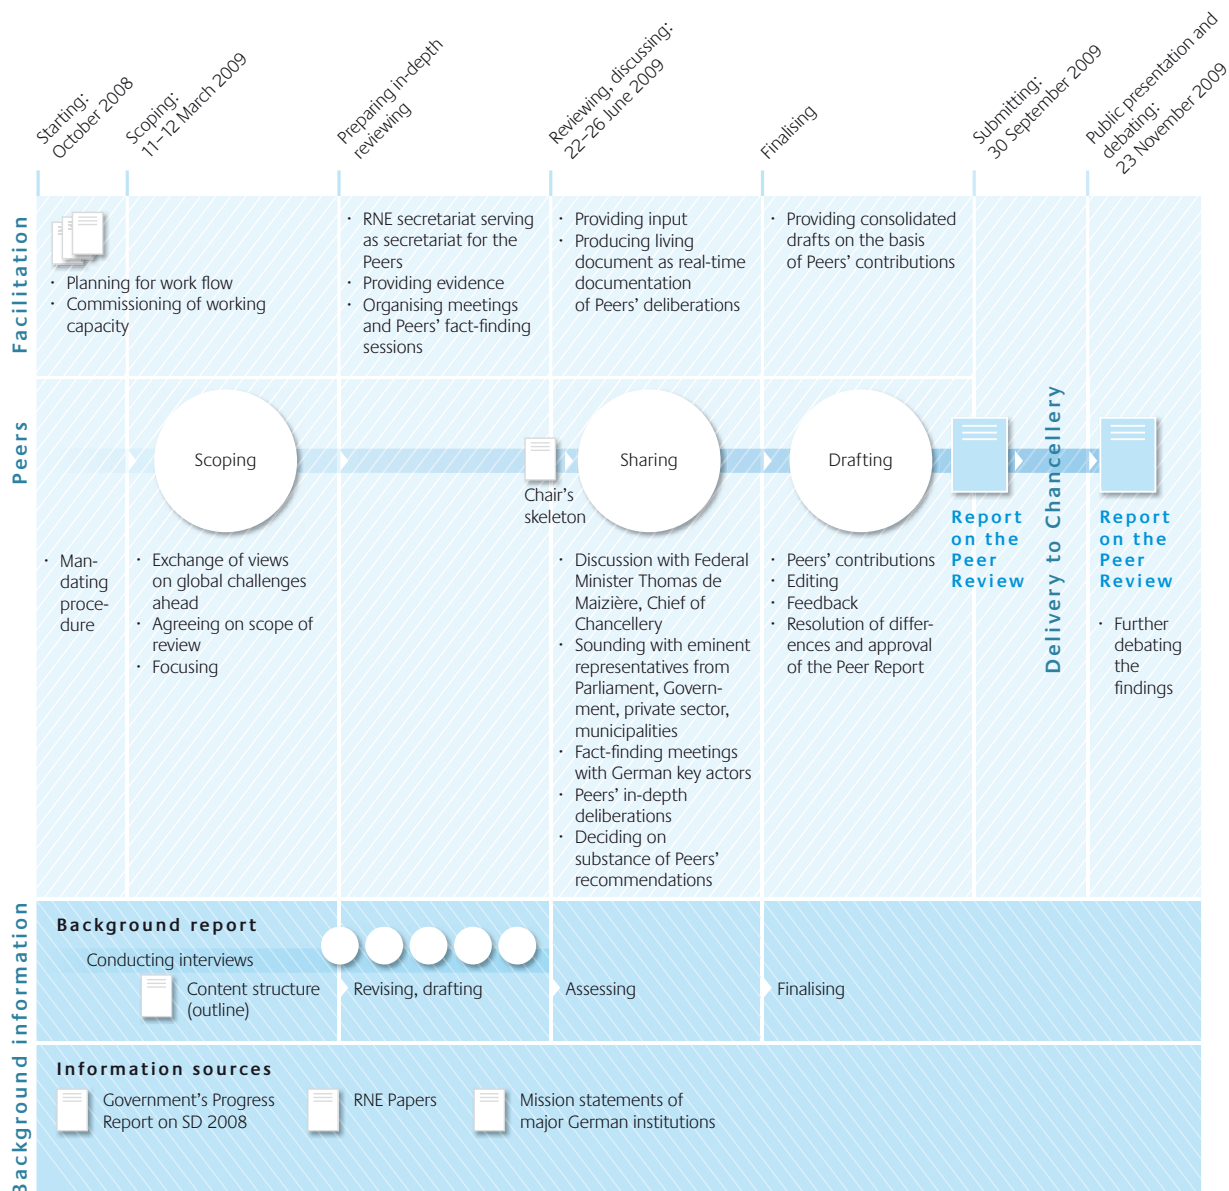 Starting:
October 2008
Scoping:
11–12 March 2009
Preparing in-depth
reviewing
Reviewing, discussing:
22–26 June 2009
Finalising
Submitting:
30 September 2009
Public presentation and
debating:
23 November 2009
Facilitation
· Planning for work flow
· Commissioning of working
capacity
· RNE secretariat serving
as secretariat for the
Peers
· Providing evidence
· Organising meetings
and Peers’ fact-finding
sessions
· Providing input
· Producing living
document as real-time
documentation
of Peers’ deliberations
· Providing consolidated
drafts on the basis
of Peers’ contributions
Peers
Scoping
Chair’s
skeleton
Sharing
Drafting
Report
on the
Peer
Review
Delivery to Chancellery
Report
on the
Peer
Review
· Man-
dating
proce-
dure
· Exchange of views
on global challenges
ahead
· Agreeing on scope of
review
· Focusing
· Discussion with Federal
Minister Thomas de
Maizière, Chief of
Chancellery
· Sounding with eminent
representatives from
Parliament, Govern-
ment, private sector,
municipalities
· Fact-finding meetings
with German key actors
· Peers’ in-depth
deliberations
· Deciding on
substance of Peers’
recommendations
· Peers’ contributions
· Editing
· Feedback
· Resolution of differ-
ences and approval
of the Peer Report
· Further
debating
the
findings
Background information
Background report
Conducting interviews
Content structure
(outline)
Revising, drafting
Assessing
Finalising
Information sources
Government’s Progress
Report on SD 2008
RNE Papers
Mission statements of
major German institutions